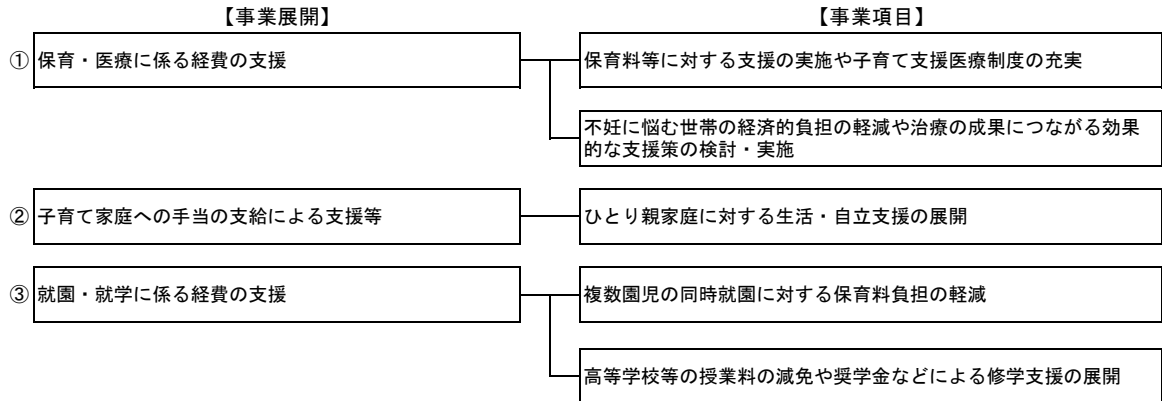 【事業展開】 【事業項目】
① 保育・医療に係る経費の支援
保育料等に対する支援の実施や子育て支援医療制度の充実
不妊に悩む世帯の経済的負担の軽減や治療の成果につながる効果
的な支援策の検討・実施
② 子育て家庭への手当の支給による支援等
ひとり親家庭に対する生活・自立支援の展開
③ 就園・就学に係る経費の支援
複数園児の同時就園に対する保育料負担の軽減
高等学校等の授業料の減免や奨学金などによる修学支援の展開